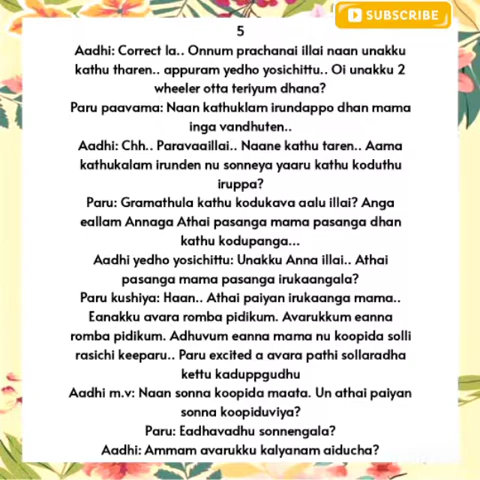 SUBSCRIBE
5
Aadhi: Correct la.. Onnum prachanai illai naan unakku
kathu tharen.. appuram yedho yosichittu.. Oi unakku 2
wheeler otta teriyum dhana?
Paru paavama: Naan kathuklam irundappo dhan mama
inga vandhuten..
Aadhi: Chh.. Paravaaillai.. Naane kathu taren.. Aama
kathukalam irunden nu sonneya yaaru kathu koduthu
iruppa?
Paru: Gramathula kathu kodukava aalu illai? Anga
eallam Annaga Athai pasanga mama pasanga dhan
kathu kodupanga...
Aadhi yedho yosichittu: Unakku Anna illai.. Athai
pasanga mama pasanga irukaangala?
Paru kushiya: Haan.. Athai paiyan irukaanga mama..
Eanakku avara romba pidikum. Avarukkum eanna
romba pidikum. Adhuvum eanna mama nu koopida solli
rasichi keeparu.. Paru excited a avara pathi sollaradha
kettu kaduppgudhu
Aadhi m.v: Naan sonna koopida maata. Un athai paiyan
sonna koopiduviya?
Paru: Eadhavadhu sonnengala?
Aadhi: Ammam avarukku kalyanam aiducha?